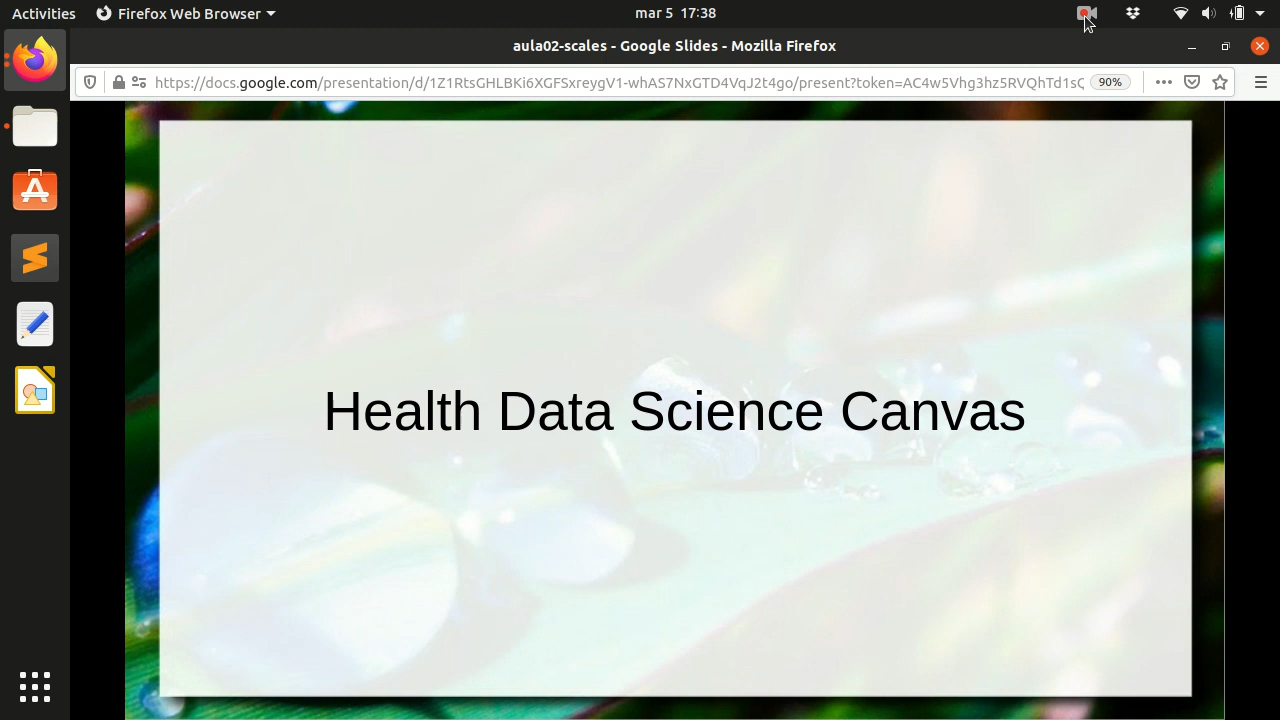 Activities
Firefox Web Browser
mar 5 17:38
aula02-scales - Google Slides - Mozilla Firefox
https://docs.google.com/presentation/d/1Z1RtsGHLBKi6XGFSxreygV1-whAS7NxGTD4VqJ2t4go/present?token=AC4w5Vhg3hz5RVQhTd1sQ
90%
Health Data Science Canvas